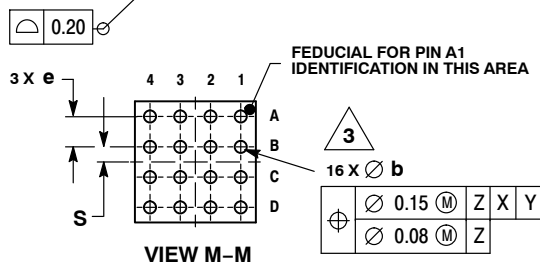 ⌓ 0.20
FEDUCIAL FOR PIN A1
IDENTIFICATION IN THIS AREA
3 X e
4 3 2 1
A
B
C
D
S
3
16 X ∅ b
⌖ ∅ 0.15 Ⓜ Z X Y
∅ 0.08 Ⓜ Z
VIEW M–M